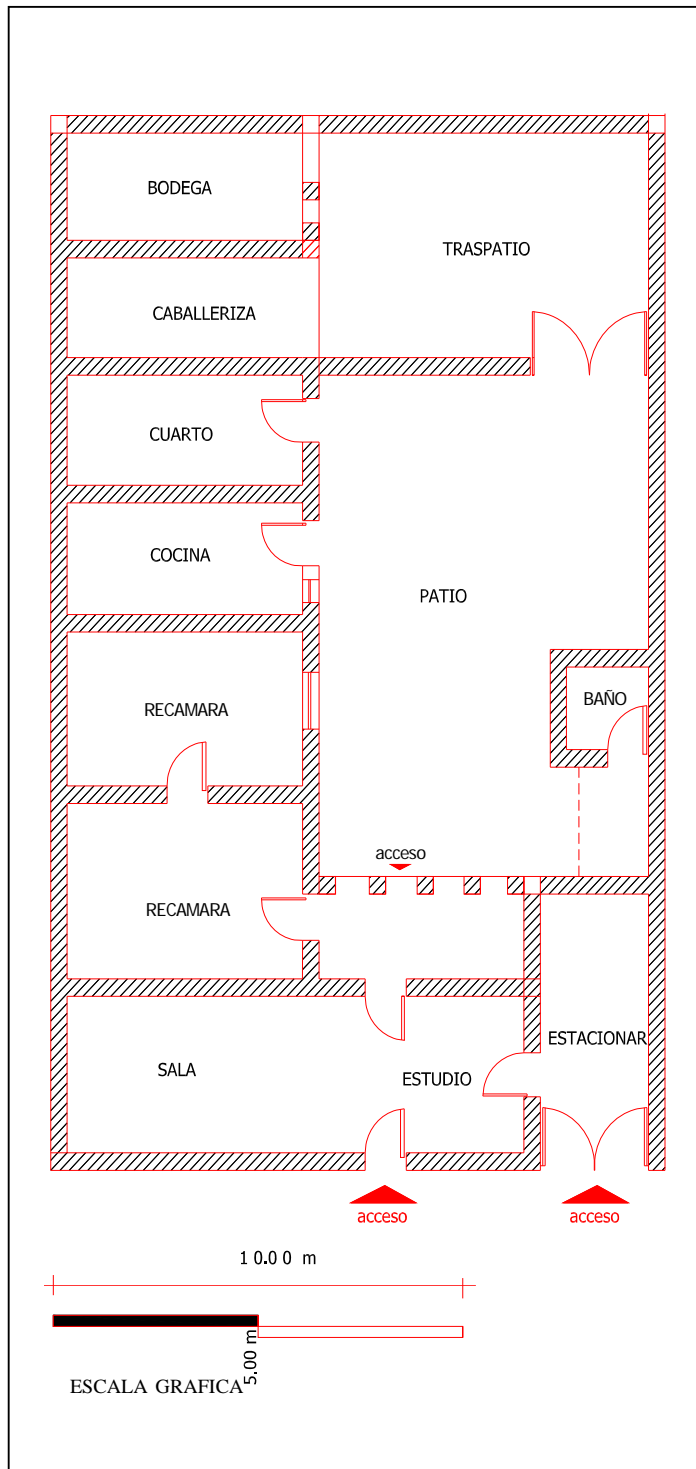 BODEGA
TRASPATIO
CABALLERIZA
CUARTO
COCINA
PATIO
RECAMARA
BAÑO
acceso
RECAMARA
SALA
ESTUDIO
ESTACIONAR
acceso
acceso
10.00 m
5.00 m
ESCALA GRAFICA